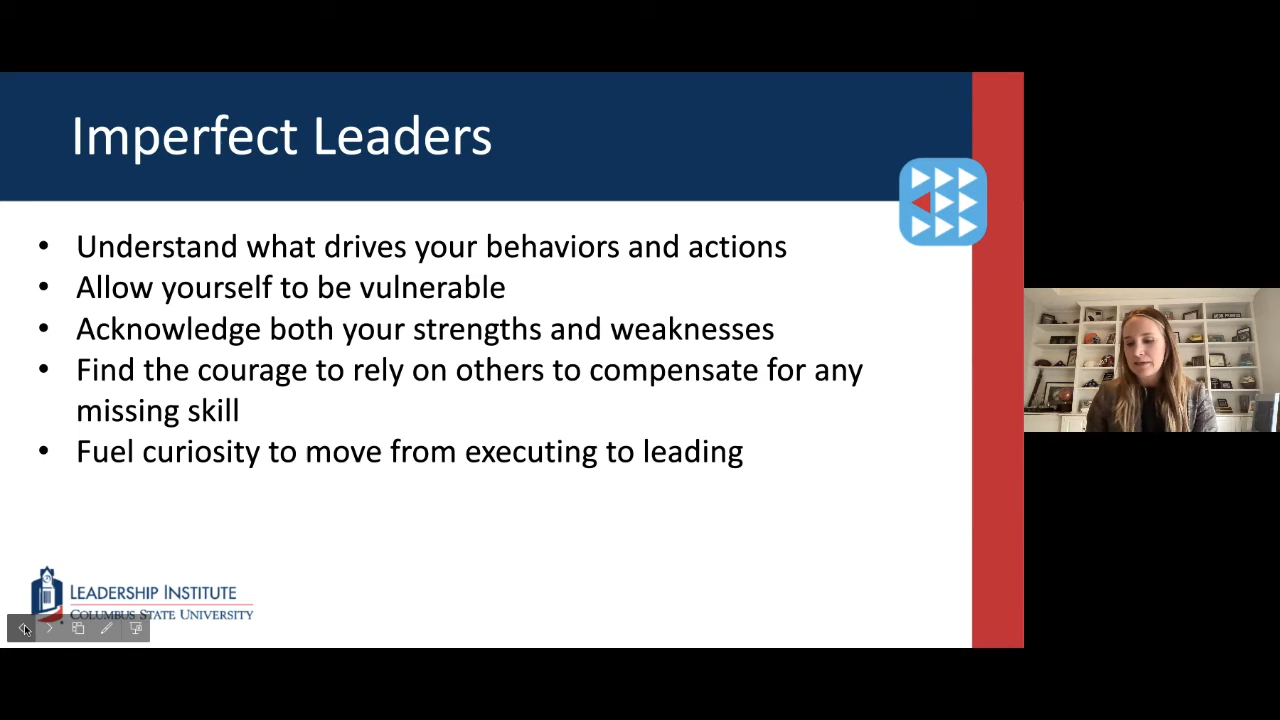 Imperfect Leaders
• Understand what drives your behaviors and actions
• Allow yourself to be vulnerable
• Acknowledge both your strengths and weaknesses
• Find the courage to rely on others to compensate for any
missing skill
• Fuel curiosity to move from executing to leading
LEADERSHIP INSTITUTE
COLUMBUS STATE UNIVERSITY